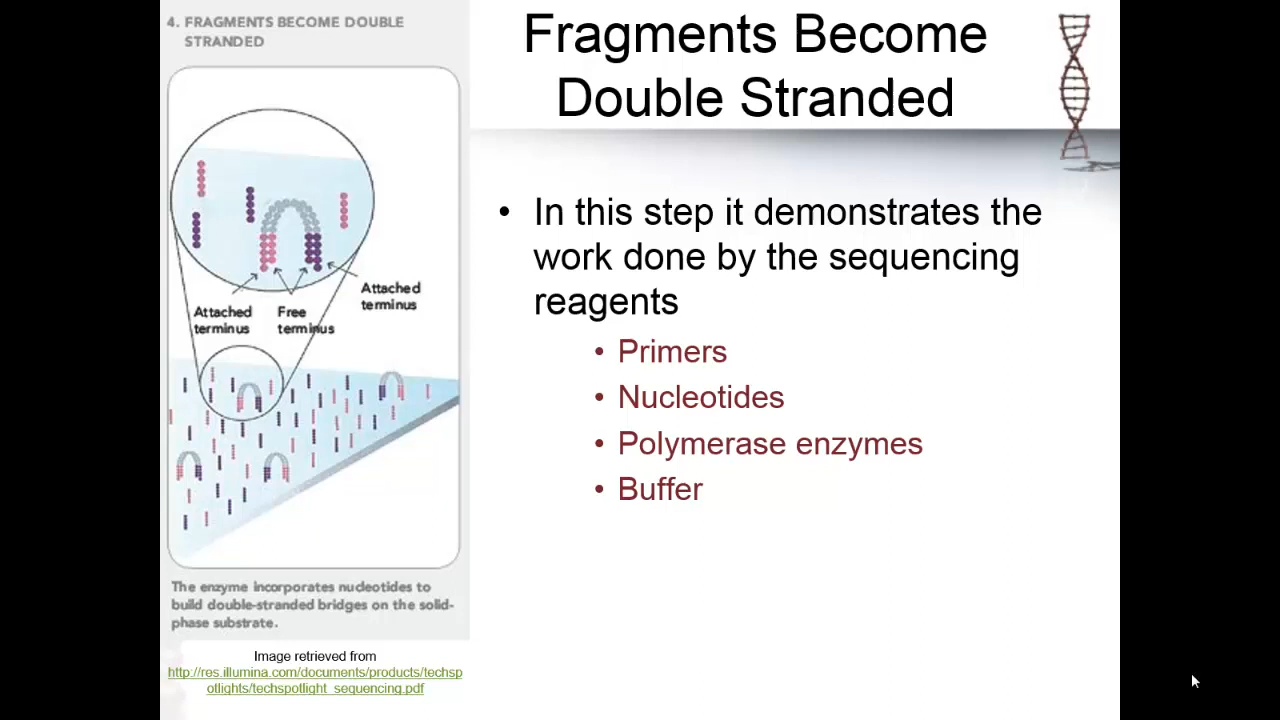 4. FRAGMENTS BECOME DOUBLE
STRANDED
Attached
terminus
Free
terminus
Attached
terminus
The enzyme incorporates nucleotides to
build double-stranded bridges on the solid-
phase substrate.
Image retrieved from
http://res.illumina.com/documents/products/techsp
otlights/techspotlight_sequencing.pdf
Fragments Become
Double Stranded
• In this step it demonstrates the
work done by the sequencing
reagents
• Primers
• Nucleotides
• Polymerase enzymes
• Buffer